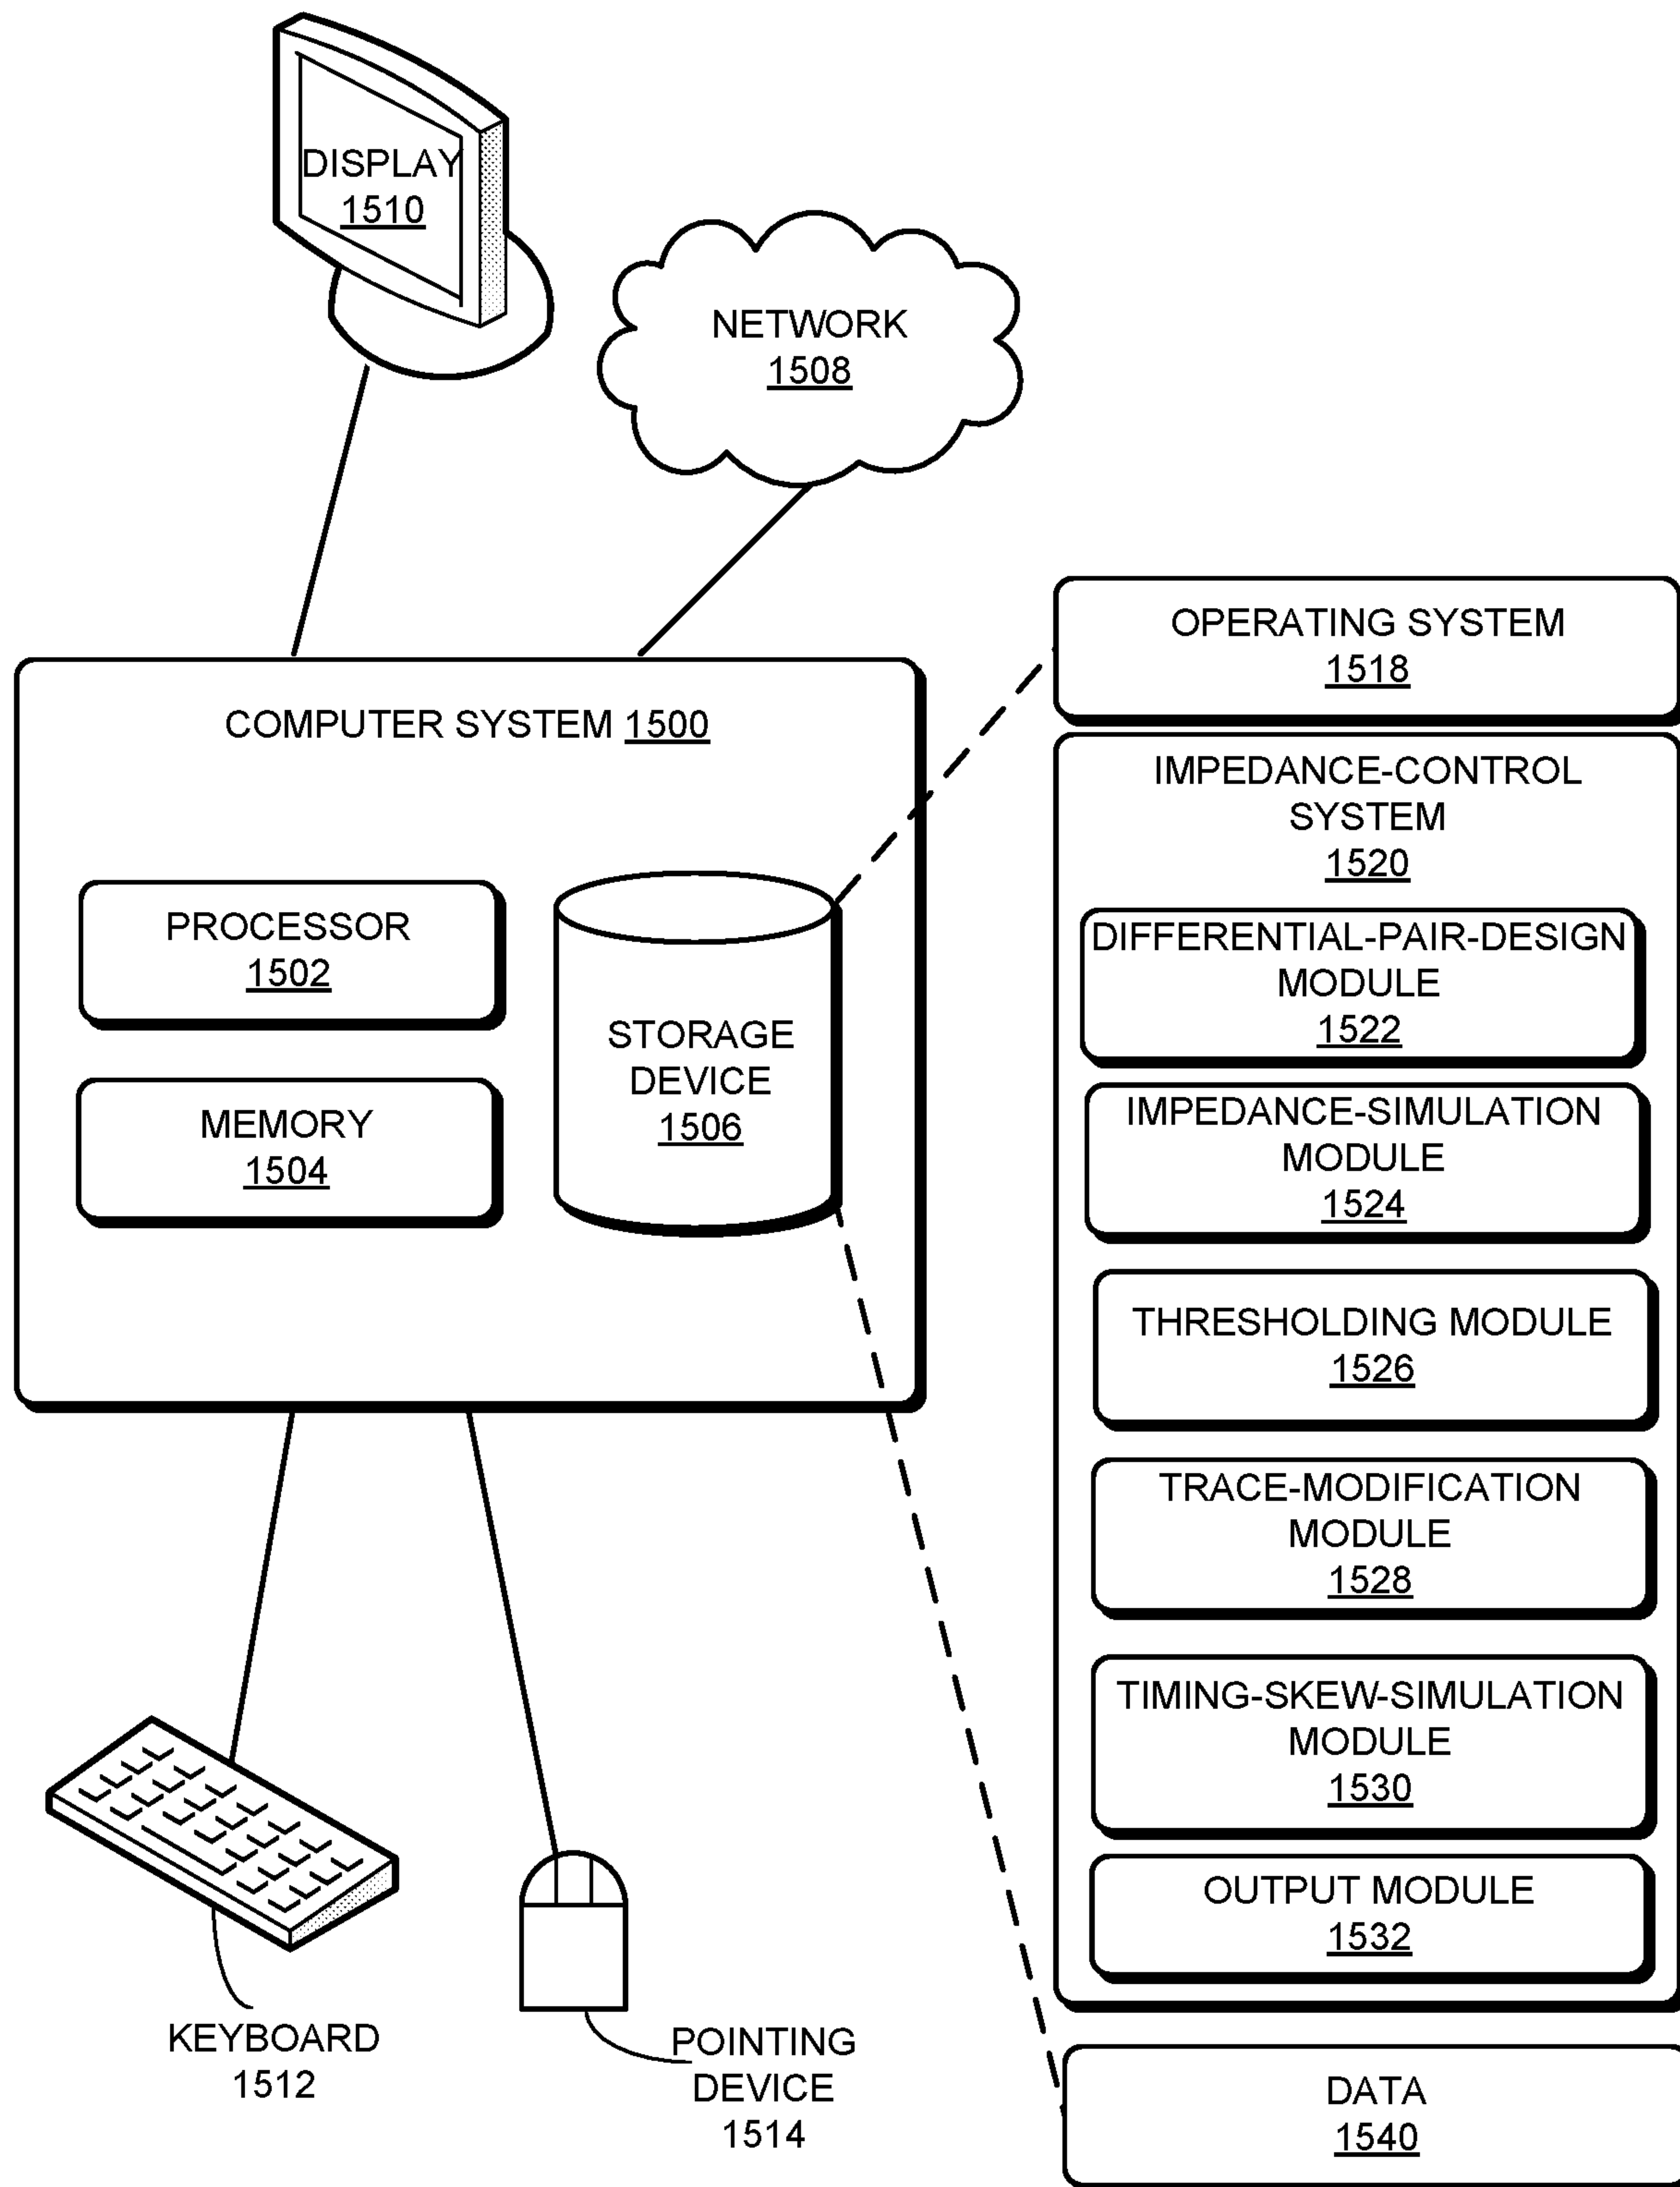 DISPLAY
1510
NETWORK
1508
COMPUTER SYSTEM 1500
PROCESSOR
1502
MEMORY
1504
STORAGE
DEVICE
1506
KEYBOARD
1512
POINTING
DEVICE
1514
OPERATING SYSTEM
1518
IMPEDANCE-CONTROL
SYSTEM
1520
DIFFERENTIAL-PAIR-DESIGN
MODULE
1522
IMPEDANCE-SIMULATION
MODULE
1524
THRESHOLDING MODULE
1526
TRACE-MODIFICATION
MODULE
1528
TIMING-SKEW-SIMULATION
MODULE
1530
OUTPUT MODULE
1532
DATA
1540